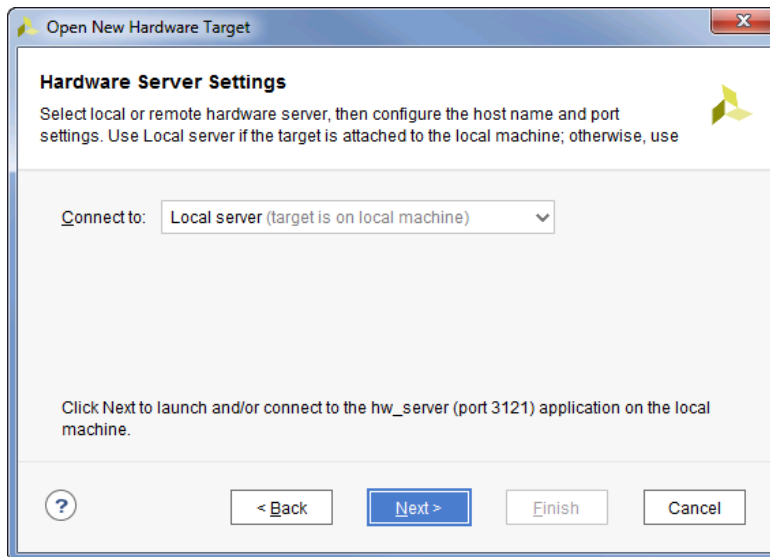 Open New Hardware Target
X
Hardware Server Settings
Select local or remote hardware server, then configure the host name and port
settings. Use Local server if the target is attached to the local machine; otherwise, use
Connect to: Local server (target is on local machine)
Click Next to launch and/or connect to the hw_server (port 3121) application on the local
machine.
? < Back Next > Finish Cancel